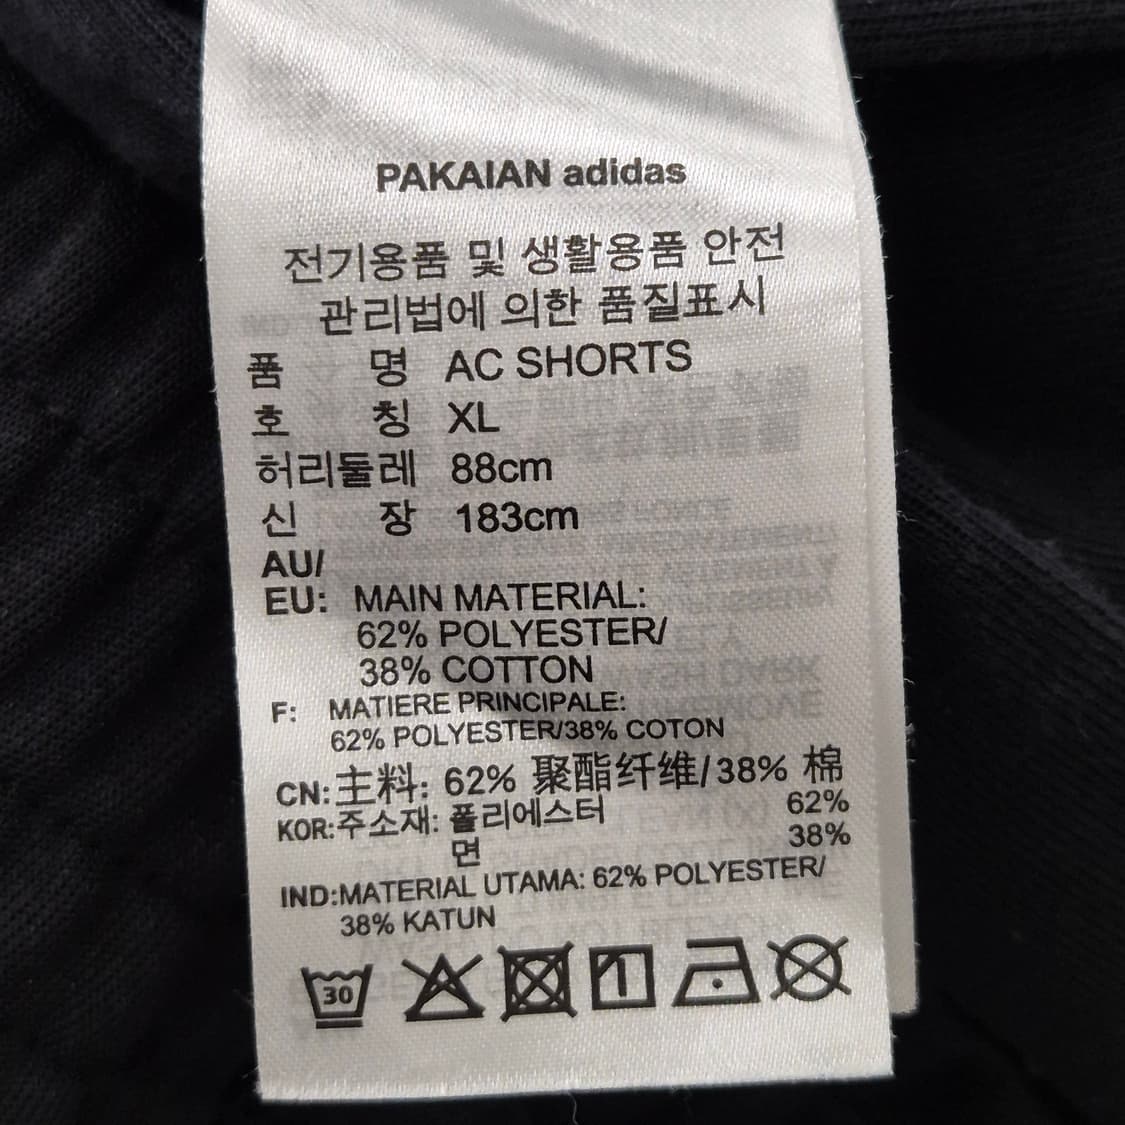 PAKAIAN adidas
전기용품 및 생활용품 안전
관리법에 의한 품질표시
품 명 AC SHORTS
호 칭 XL
허리둘레 88cm
신 장 183cm
AU/
EU: MAIN MATERIAL:
62% POLYESTER/
38% COTTON
F: MATIERE PRINCIPALE:
62% POLYESTER/38% COTON
CN:主料: 62% 聚酯纤维/38% 棉
KOR:주소재: 폴리에스터 62%
면 38%
IND:MATERIAL UTAMA: 62% POLYESTER/
38% KATUN
30